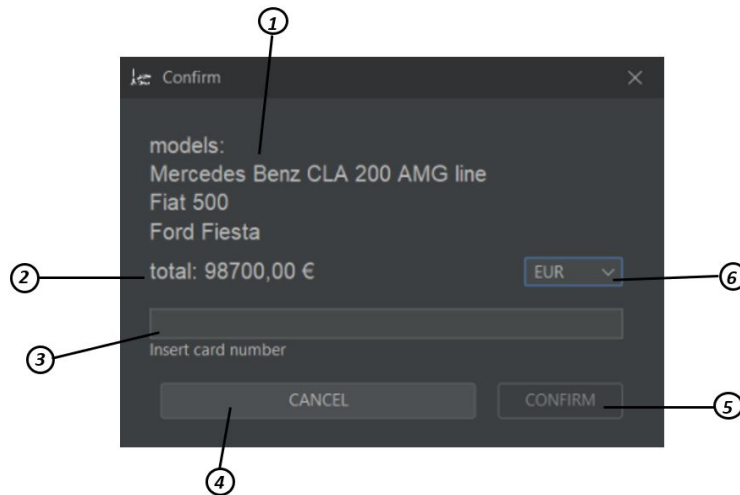 1
Confirm
models:
Mercedes Benz CLA 200 AMG line
Fiat 500
Ford Fiesta
2
total: 98700,00 €
EUR
6
3
Insert card number
CANCEL
CONFIRM
5
4